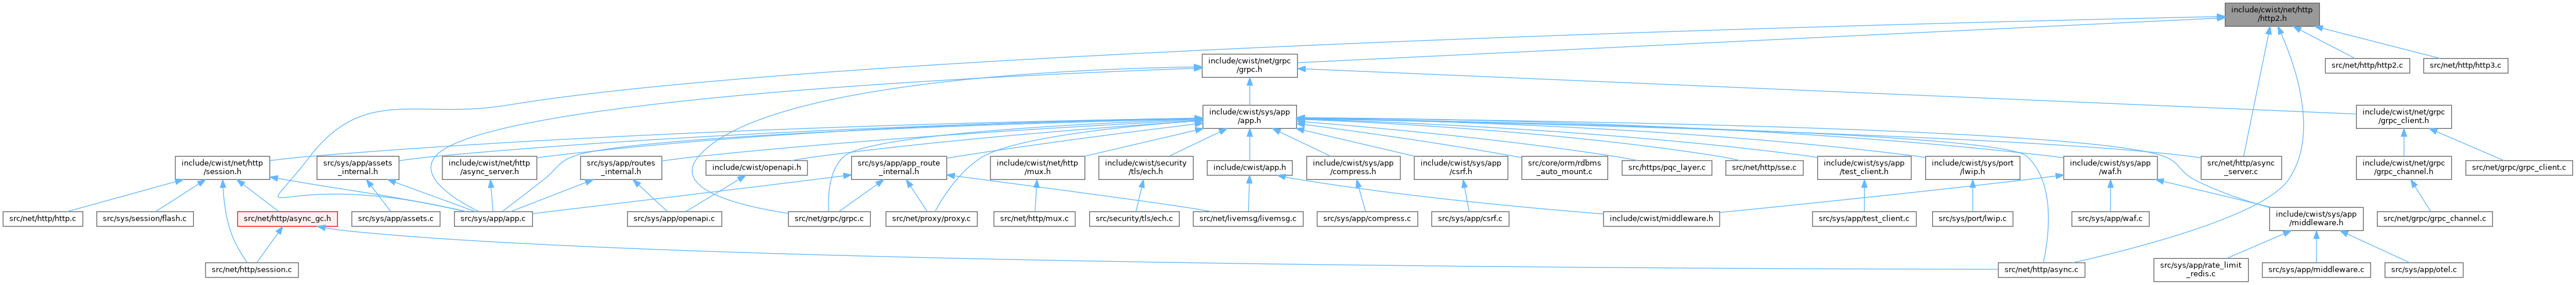 include/cwist/net/http
/http2.h
include/cwist/net/grpc
/grpc.h
src/net/http/http2.c
src/net/http/http3.c
include/cwist/sys/app
/app.h
include/cwist/net/grpc
/grpc_client.h
include/cwist/net/http
/session.h
src/sys/app/assets
_internal.h
include/cwist/net/http
/async_server.h
src/sys/app/routes
_internal.h
include/cwist/openapi.h
src/sys/app/app_route
_internal.h
include/cwist/net/http
/mux.h
include/cwist/security
/tls/ech.h
include/cwist/app.h
include/cwist/sys/app
/compress.h
include/cwist/sys/app
/csrf.h
src/core/orm/rdbms
_auto_mount.c
src/https/pqc_layer.c
src/net/http/sse.c
include/cwist/sys/app
/test_client.h
include/cwist/sys/port
/lwip.h
include/cwist/sys/app
/waf.h
src/net/http/async
_server.c
include/cwist/net/grpc
/grpc_channel.h
src/net/grpc/grpc_client.c
src/net/http/http.c
src/sys/session/flash.c
src/net/http/async_gc.h
src/sys/app/assets.c
src/sys/app/app.c
src/sys/app/openapi.c
src/net/grpc/grpc.c
src/net/proxy/proxy.c
src/net/http/mux.c
src/security/tls/ech.c
src/net/livemsg/livemsg.c
src/sys/app/compress.c
src/sys/app/csrf.c
include/cwist/middleware.h
src/sys/app/test_client.c
src/sys/port/lwip.c
src/sys/app/waf.c
include/cwist/sys/app
/middleware.h
src/net/grpc/grpc_channel.c
src/net/http/session.c
src/net/http/async.c
src/sys/app/rate_limit
_redis.c
src/sys/app/middleware.c
src/sys/app/otel.c